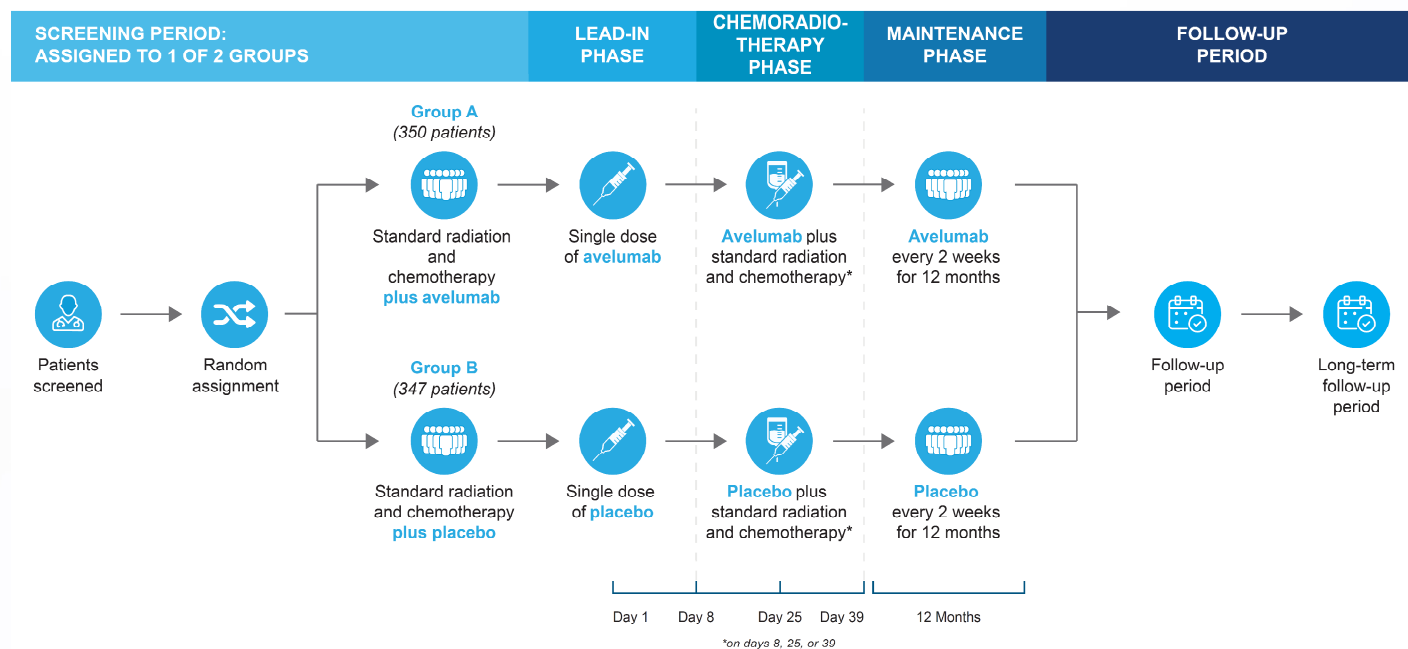 SCREENING PERIOD:
ASSIGNED TO 1 OF 2 GROUPS
LEAD-IN
PHASE
CHEMORADIO-
THERAPY
PHASE
MAINTENANCE
PHASE
FOLLOW-UP
PERIOD
Patients
screened
Random
assignment
Group A
(350 patients)
Standard radiation
and
chemotherapy
plus avelumab
Single dose
of avelumab
Avelumab plus
standard radiation
and chemotherapy*
Avelumab
every 2 weeks
for 12 months
Group B
(347 patients)
Standard radiation
and chemotherapy
plus placebo
Single dose
of placebo
Placebo plus
standard radiation
and chemotherapy*
Placebo
every 2 weeks
for 12 months
Follow-up
period
Long-term
follow-up
period
Day 1
Day 8
Day 25
Day 39
12 Months
*on days 8, 25, or 39